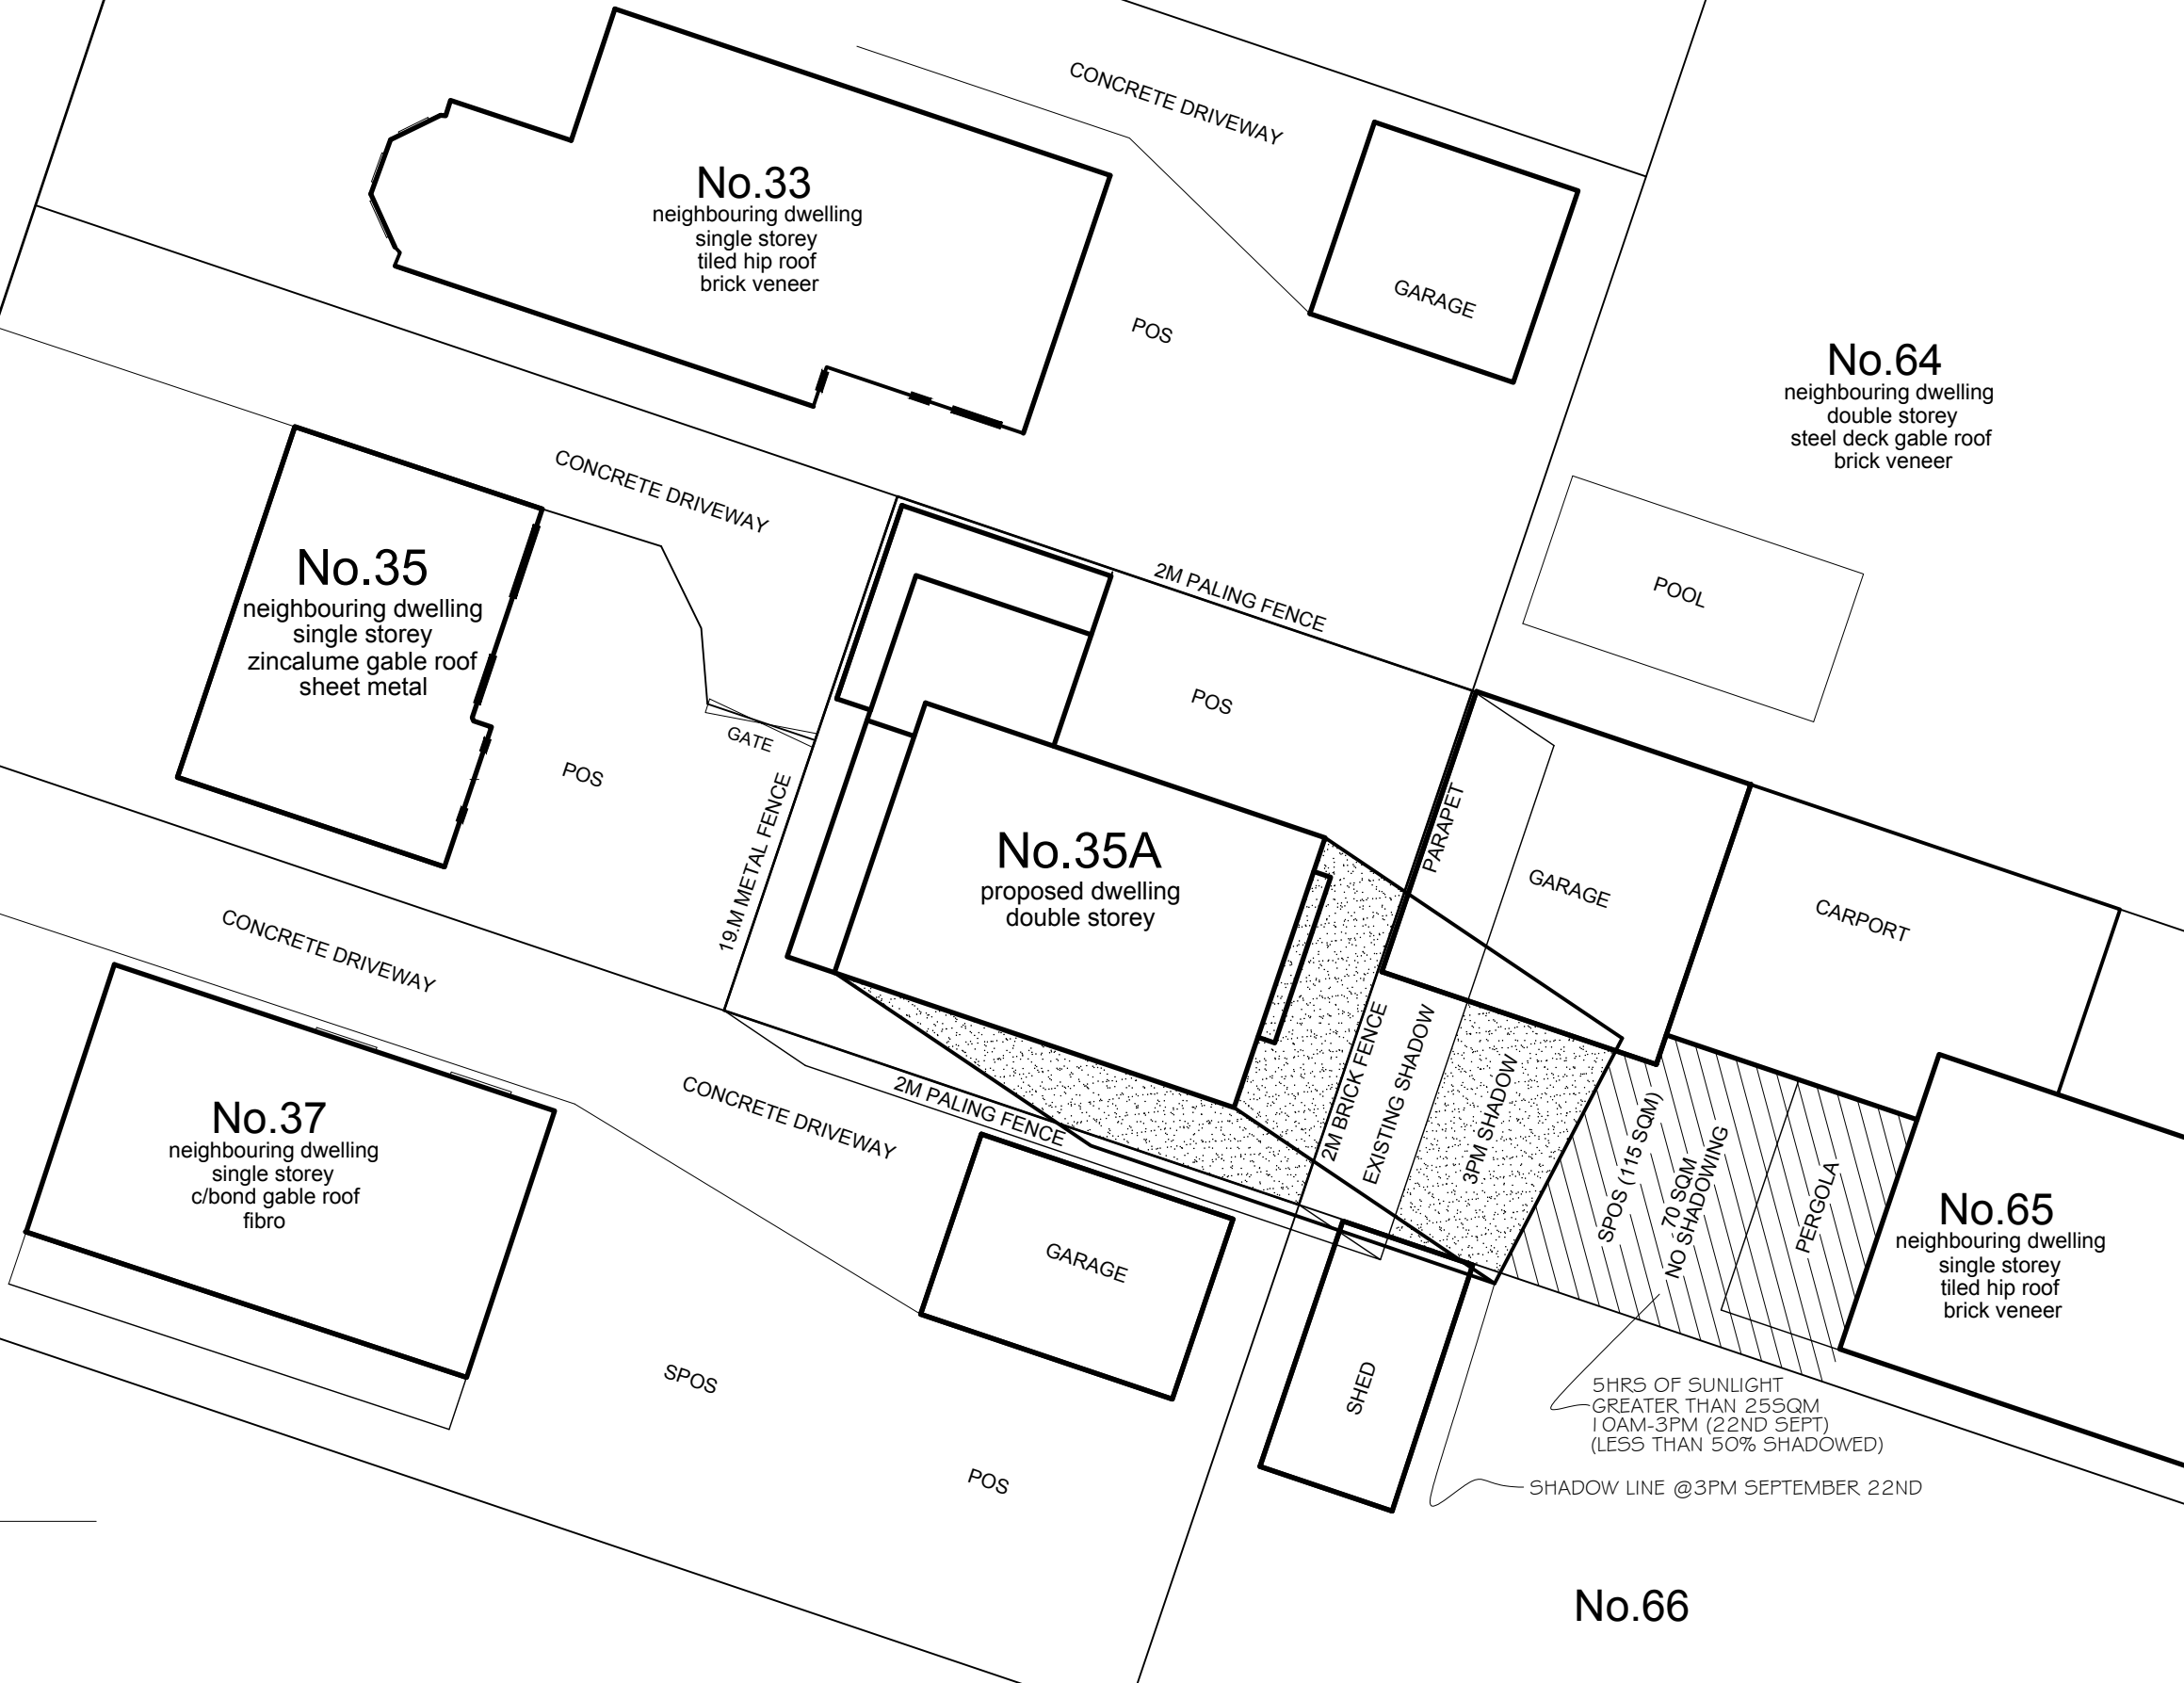 CONCRETE DRIVEWAY
No.33
neighbouring dwelling
single storey
tiled hip roof
brick veneer
GARAGE
POS
No.64
neighbouring dwelling
double storey
steel deck gable roof
brick veneer
POOL
CONCRETE DRIVEWAY
No.35
neighbouring dwelling
single storey
zincalume gable roof
sheet metal
2M PALING FENCE
POS
GATE
POS
19.M METAL FENCE
PARAPET
No.35A
proposed dwelling
double storey
GARAGE
CARPORT
CONCRETE DRIVEWAY
No.37
neighbouring dwelling
single storey
c/bond gable roof
fibro
CONCRETE DRIVEWAY
2M PALING FENCE
2M BRICK FENCE
EXISTING SHADOW
3PM SHADOW
SPOS (115 SQM)
70 SQM
NO SHADOWING
PERGOLA
No.65
neighbouring dwelling
single storey
tiled hip roof
brick veneer
GARAGE
SPOS
SHED
POS
5HRS OF SUNLIGHT
GREATER THAN 25SQM
10AM-3PM (22ND SEPT)
(LESS THAN 50% SHADOWED)
SHADOW LINE @3PM SEPTEMBER 22ND
No.66